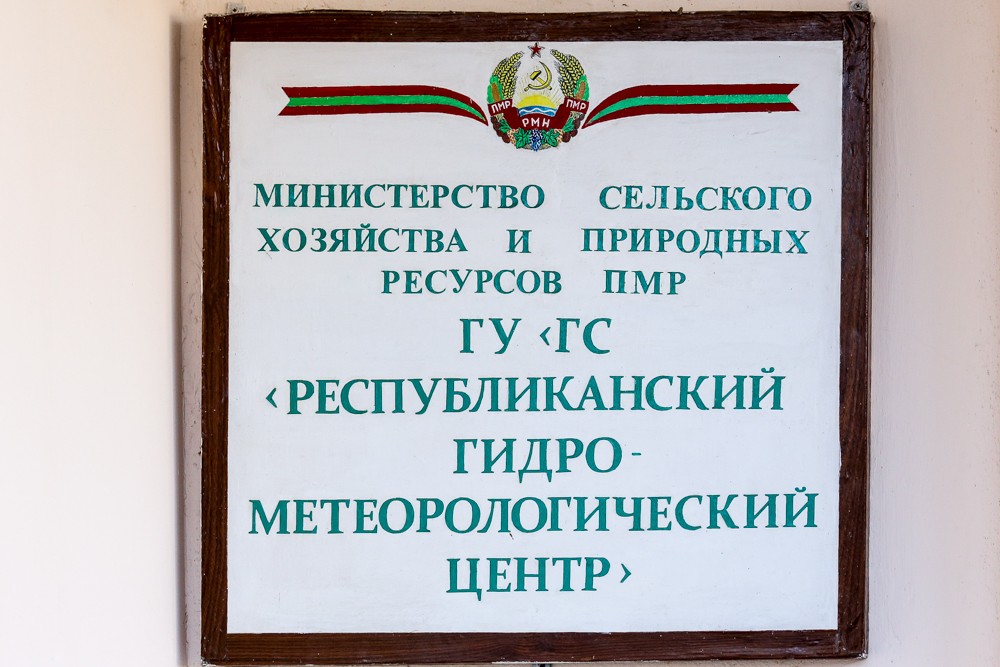 ПМР ПМР
РМН
МИНИСТЕРСТВО СЕЛЬСКОГО
ХОЗЯЙСТВА И ПРИРОДНЫХ
РЕСУРСОВ ПМР
ГУ ‹ГС
‹РЕСПУБЛИКАНСКИЙ
ГИДРО-
МЕТЕОРОЛОГИЧЕСКИЙ
ЦЕНТР›